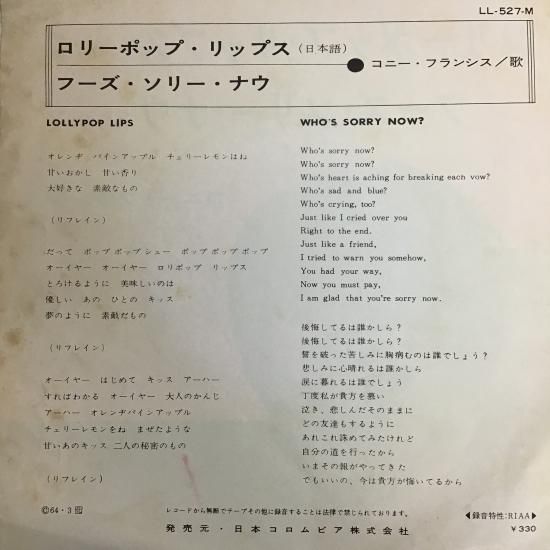 LL-527-M
ロリーポップ・リップス（日本語）
● コニー・フランシス／歌
フーズ・ソリー・ナウ
LOLLYPOP LIPS
オレンヂ パインアップル チェリーレモンはね
甘いおかし 甘い香り
大好きな 素敵なもの
（リフレイン）
だって ポップ ポップ シュー ポップ ポップ ポップ
オーイヤー オーイヤー ロリポップ リップス
とろけるように 美味しいのは
優しい あの ひとの キッス
夢のように 素敵だもの
（リフレイン）
オーイヤー はじめて キッス アーハー
すればわかる オーイヤー 大人のかんじ
アーハー オレンヂパインアップル
チェリーレモンをね まぜたような
甘いあのキッス 二人の秘密のもの
（リフレイン）
WHO'S SORRY NOW?
Who's sorry now?
Who's sorry now?
Who's heart is aching for breaking each vow?
Who's sad and blue?
Who's crying, too?
Just like I cried over you
Right to the end.
Just like a friend,
I tried to warn you somehow,
You had your way,
Now you must pay,
I am glad that you're sorry now.
後悔してるは誰かしら？
後悔してるは誰かしら？
誓を破った苦しみに胸病むのは誰でしょう？
悲しみに心晴れるは誰かしら
涙に暮れるは誰でしょう
丁度私が貴方を慕い
泣き、悲しんだそのままに
どの友達もするように
あれこれ諌めてみたけれど
自分の道を行ったから
いまその報がやってきた
でもいいの、今は貴方が悔いてるから
©64・3
レコードから無断でテープその他に録音することは法律で禁じられております。
発売元・日本コロムビア株式会社
◀録音特性:RIAA▶
￥330